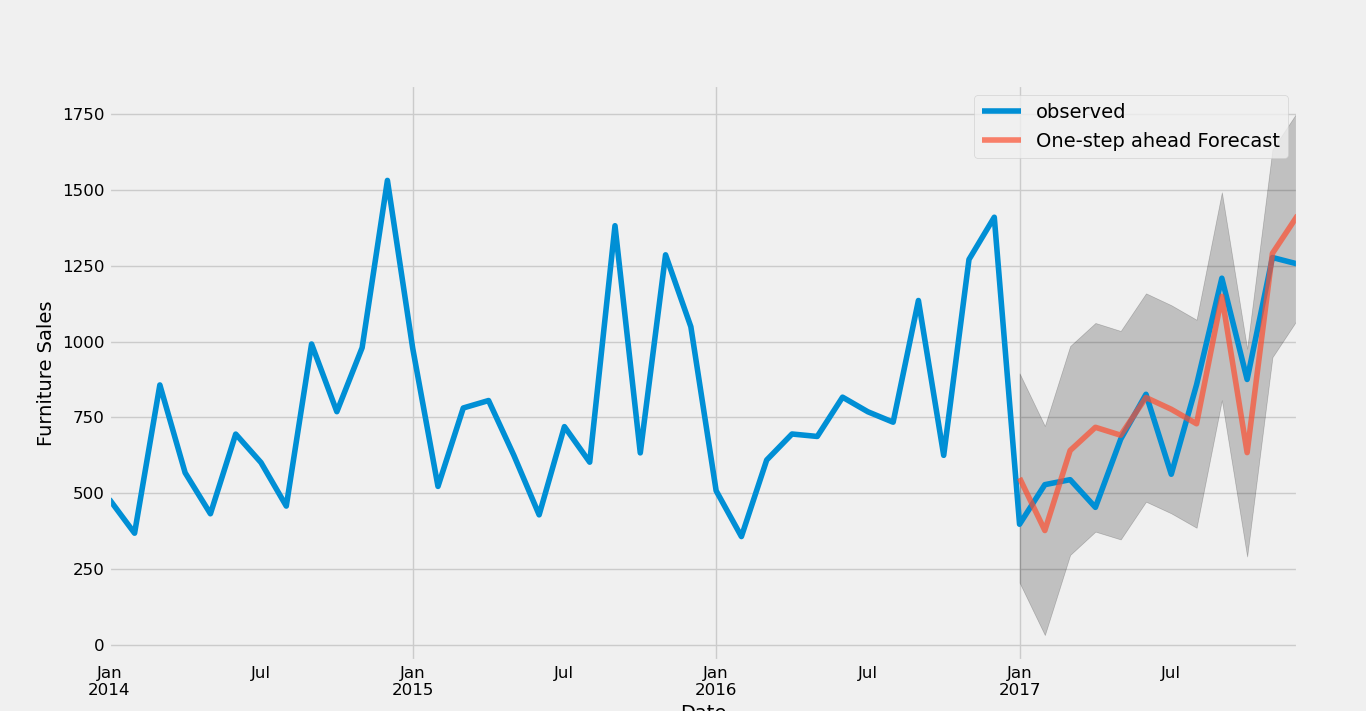 observed
One-step ahead Forecast
1750
1500
1250
1000
750
500
250
0
Furniture Sales
Jan Jul Jan Jul Jan Jul Jan Jul
2014 2015 2016 2017
Date